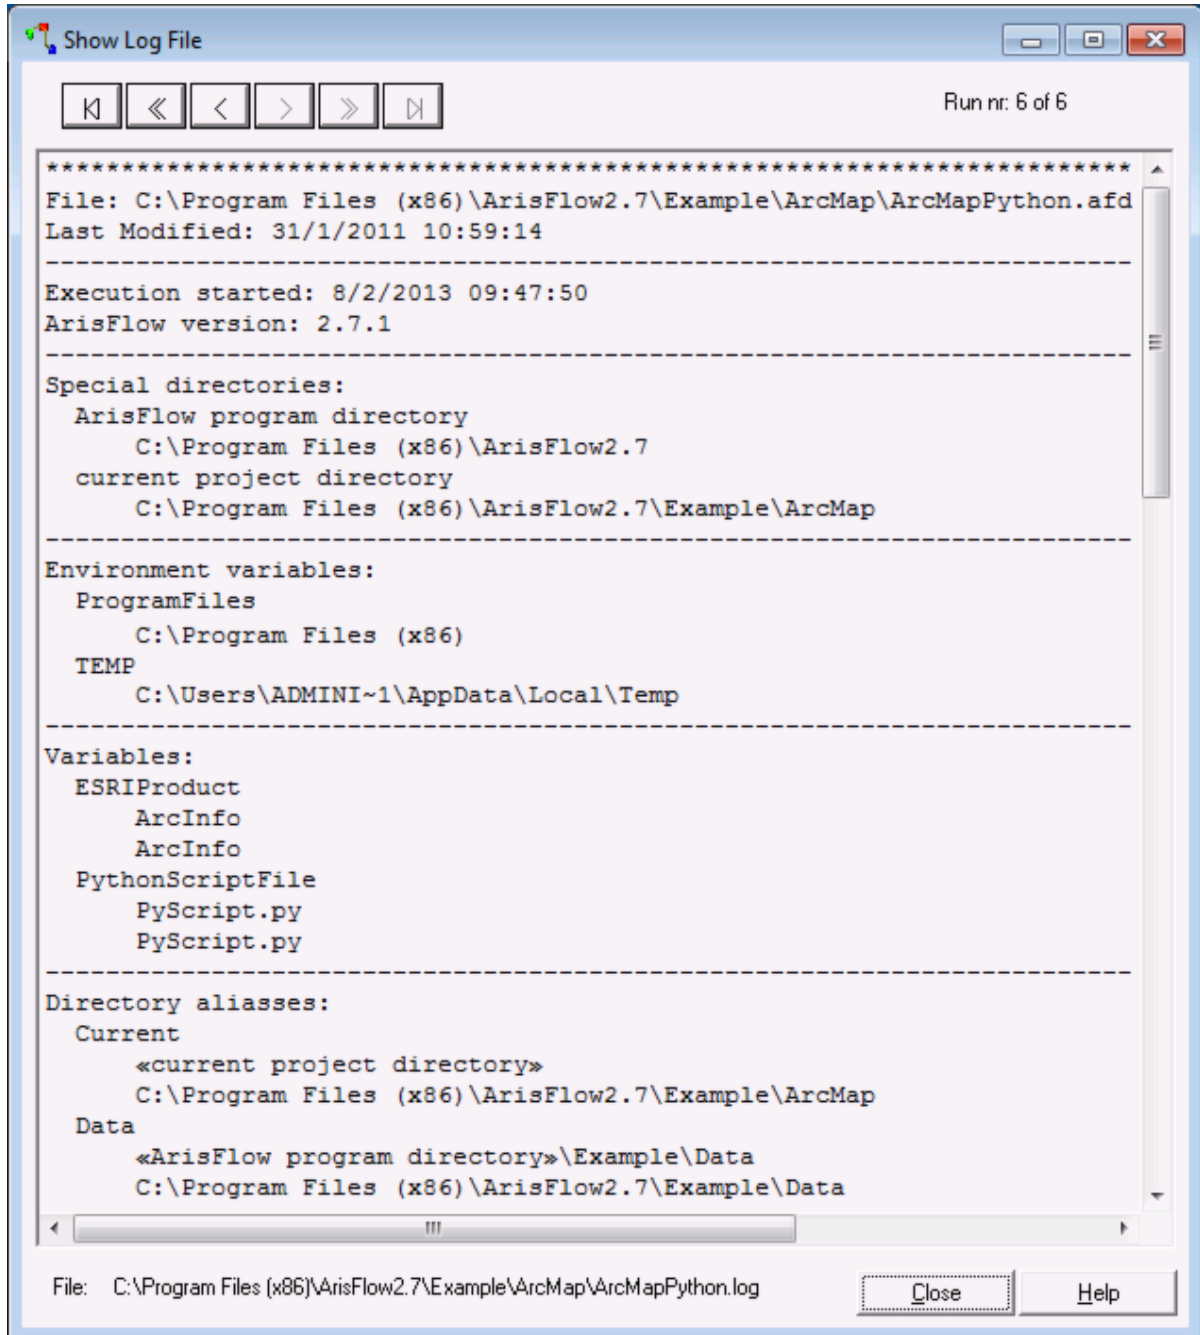 Show Log File
Run nr: 6 of 6
************************************************************************
File: C:\Program Files (x86)\ArisFlow2.7\Example\ArcMap\ArcMapPython.afd
Last Modified: 31/1/2011 10:59:14
------------------------------------------------------------------------
Execution started: 8/2/2013 09:47:50
ArisFlow version: 2.7.1
------------------------------------------------------------------------
Special directories:
ArisFlow program directory
C:\Program Files (x86)\ArisFlow2.7
current project directory
C:\Program Files (x86)\ArisFlow2.7\Example\ArcMap
------------------------------------------------------------------------
Environment variables:
ProgramFiles
C:\Program Files (x86)
TEMP
C:\Users\ADMINI~1\AppData\Local\Temp
------------------------------------------------------------------------
Variables:
ESRIProduct
ArcInfo
ArcInfo
PythonScriptFile
PyScript.py
PyScript.py
------------------------------------------------------------------------
Directory aliasses:
Current
«current project directory»
C:\Program Files (x86)\ArisFlow2.7\Example\ArcMap
Data
«ArisFlow program directory»\Example\Data
C:\Program Files (x86)\ArisFlow2.7\Example\Data
File: C:\Program Files (x86)\ArisFlow2.7\Example\ArcMap\ArcMapPython.log
Close Help